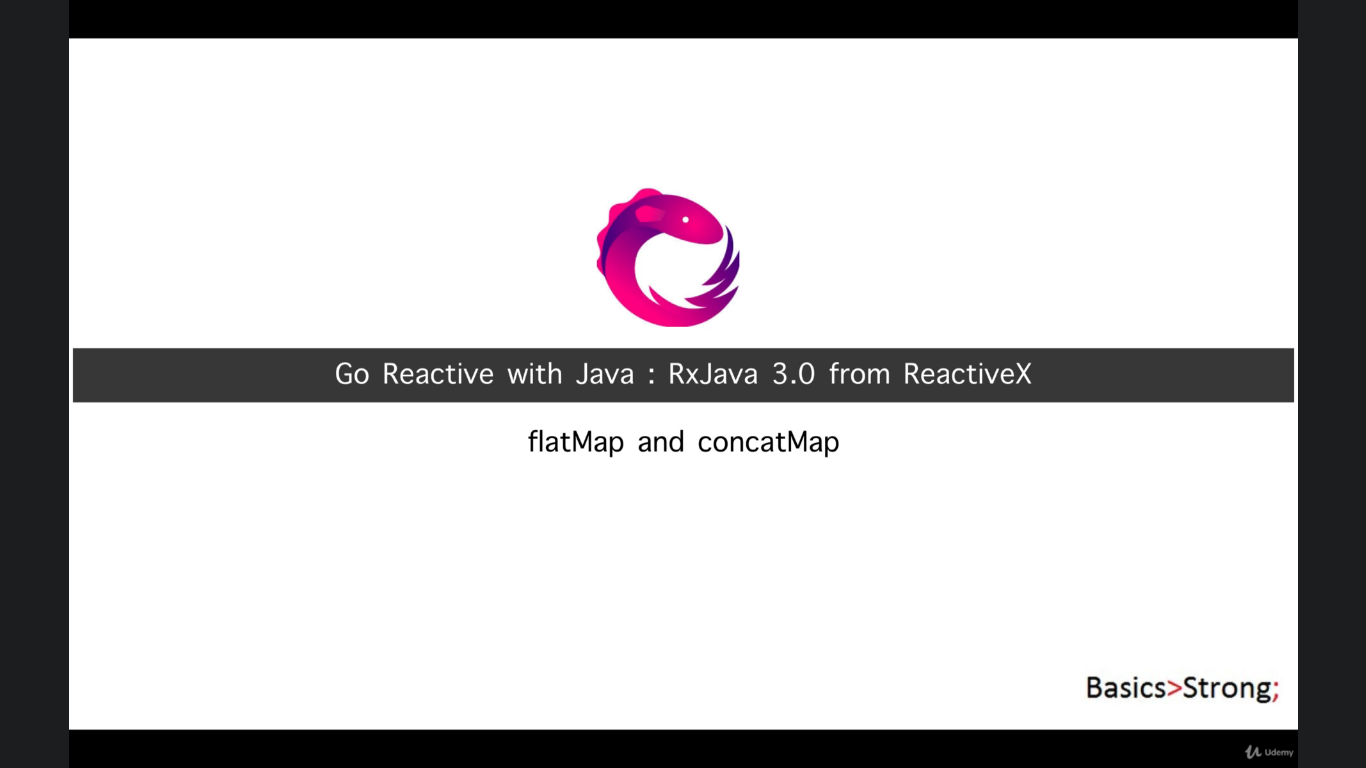 Go Reactive with Java : RxJava 3.0 from ReactiveX
flatMap and concatMap
Basics>Strong;
Udemy